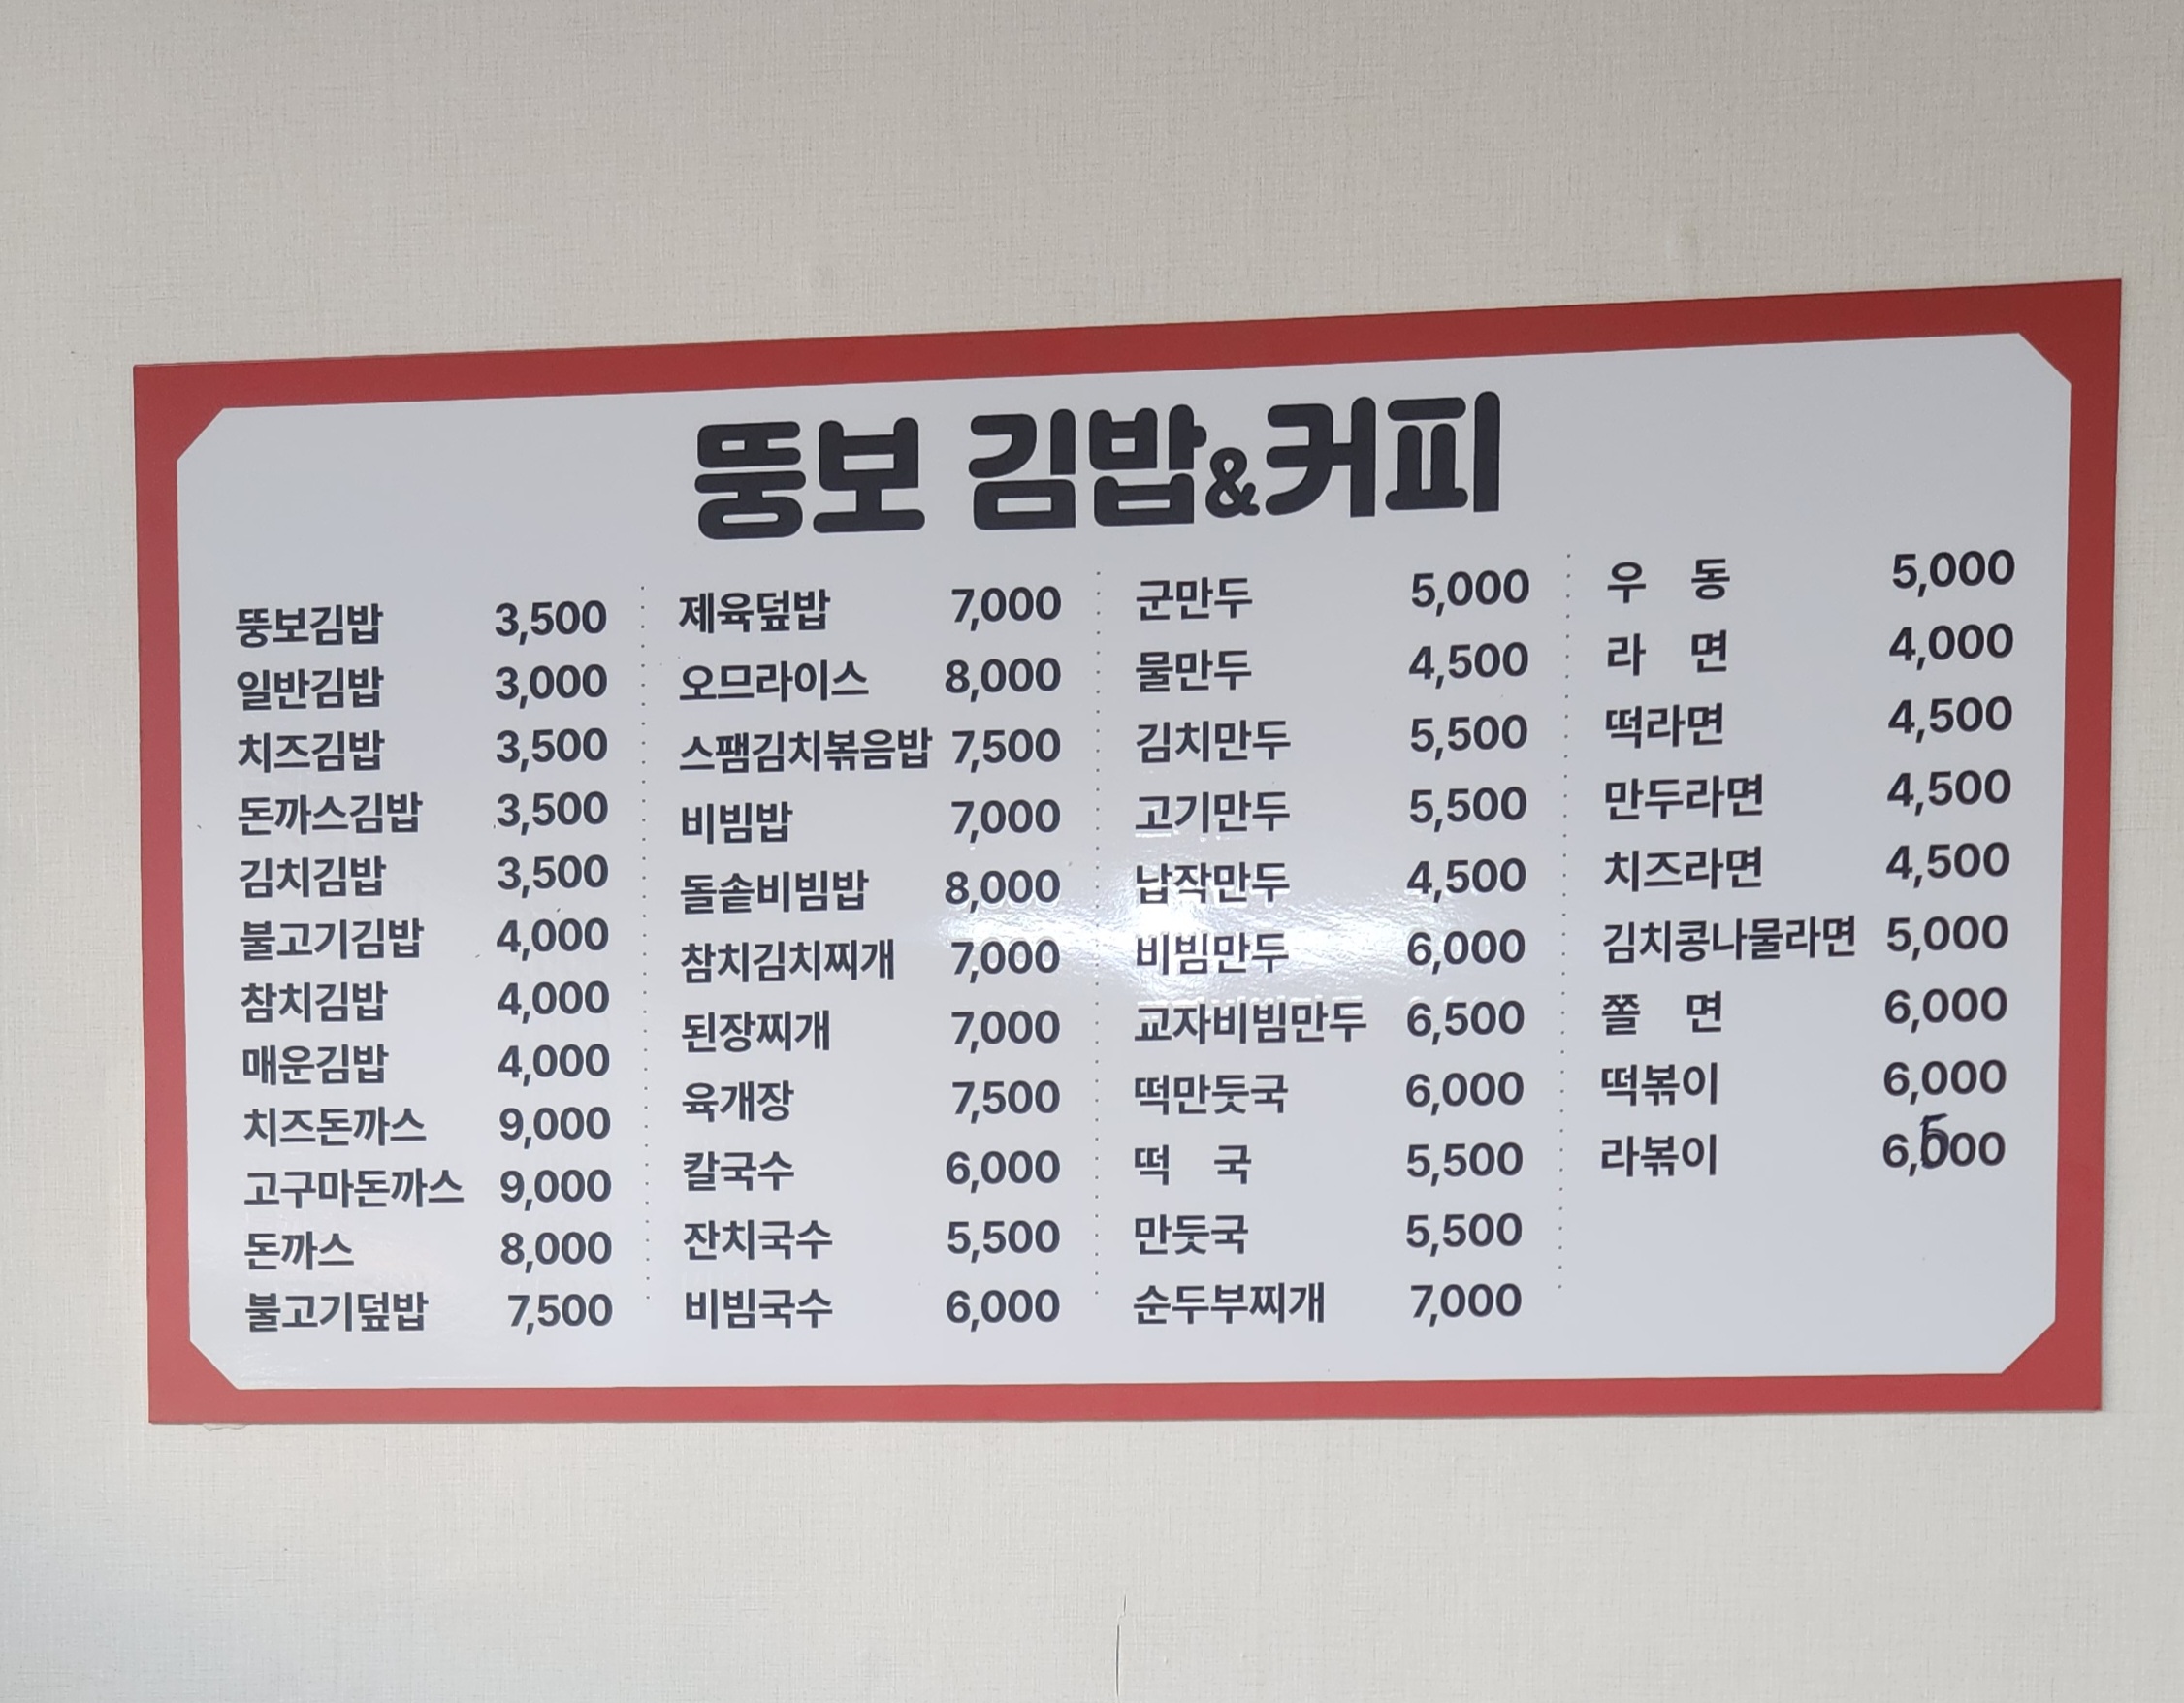 뚱보 김밥&커피
뚱보김밥 3,500
일반김밥 3,000
치즈김밥 3,500
돈까스김밥 3,500
김치김밥 3,500
불고기김밥 4,000
참치김밥 4,000
매운김밥 4,000
치즈돈까스 9,000
고구마돈까스 9,000
돈까스 8,000
불고기덮밥 7,500
제육덮밥 7,000
오므라이스 8,000
스팸김치볶음밥 7,500
비빔밥 7,000
돌솥비빔밥 8,000
참치김치찌개 7,000
된장찌개 7,000
육개장 7,500
칼국수 6,000
잔치국수 5,500
비빔국수 6,000
군만두 5,000
물만두 4,500
김치만두 5,500
고기만두 5,500
납작만두 4,500
비빔만두 6,000
교자비빔만두 6,500
떡만둣국 6,000
떡 국 5,500
만둣국 5,500
순두부찌개 7,000
우 동 5,000
라 면 4,000
떡라면 4,500
만두라면 4,500
치즈라면 4,500
김치콩나물라면 5,000
쫄 면 6,000
떡볶이 6,000
라볶이 6,500